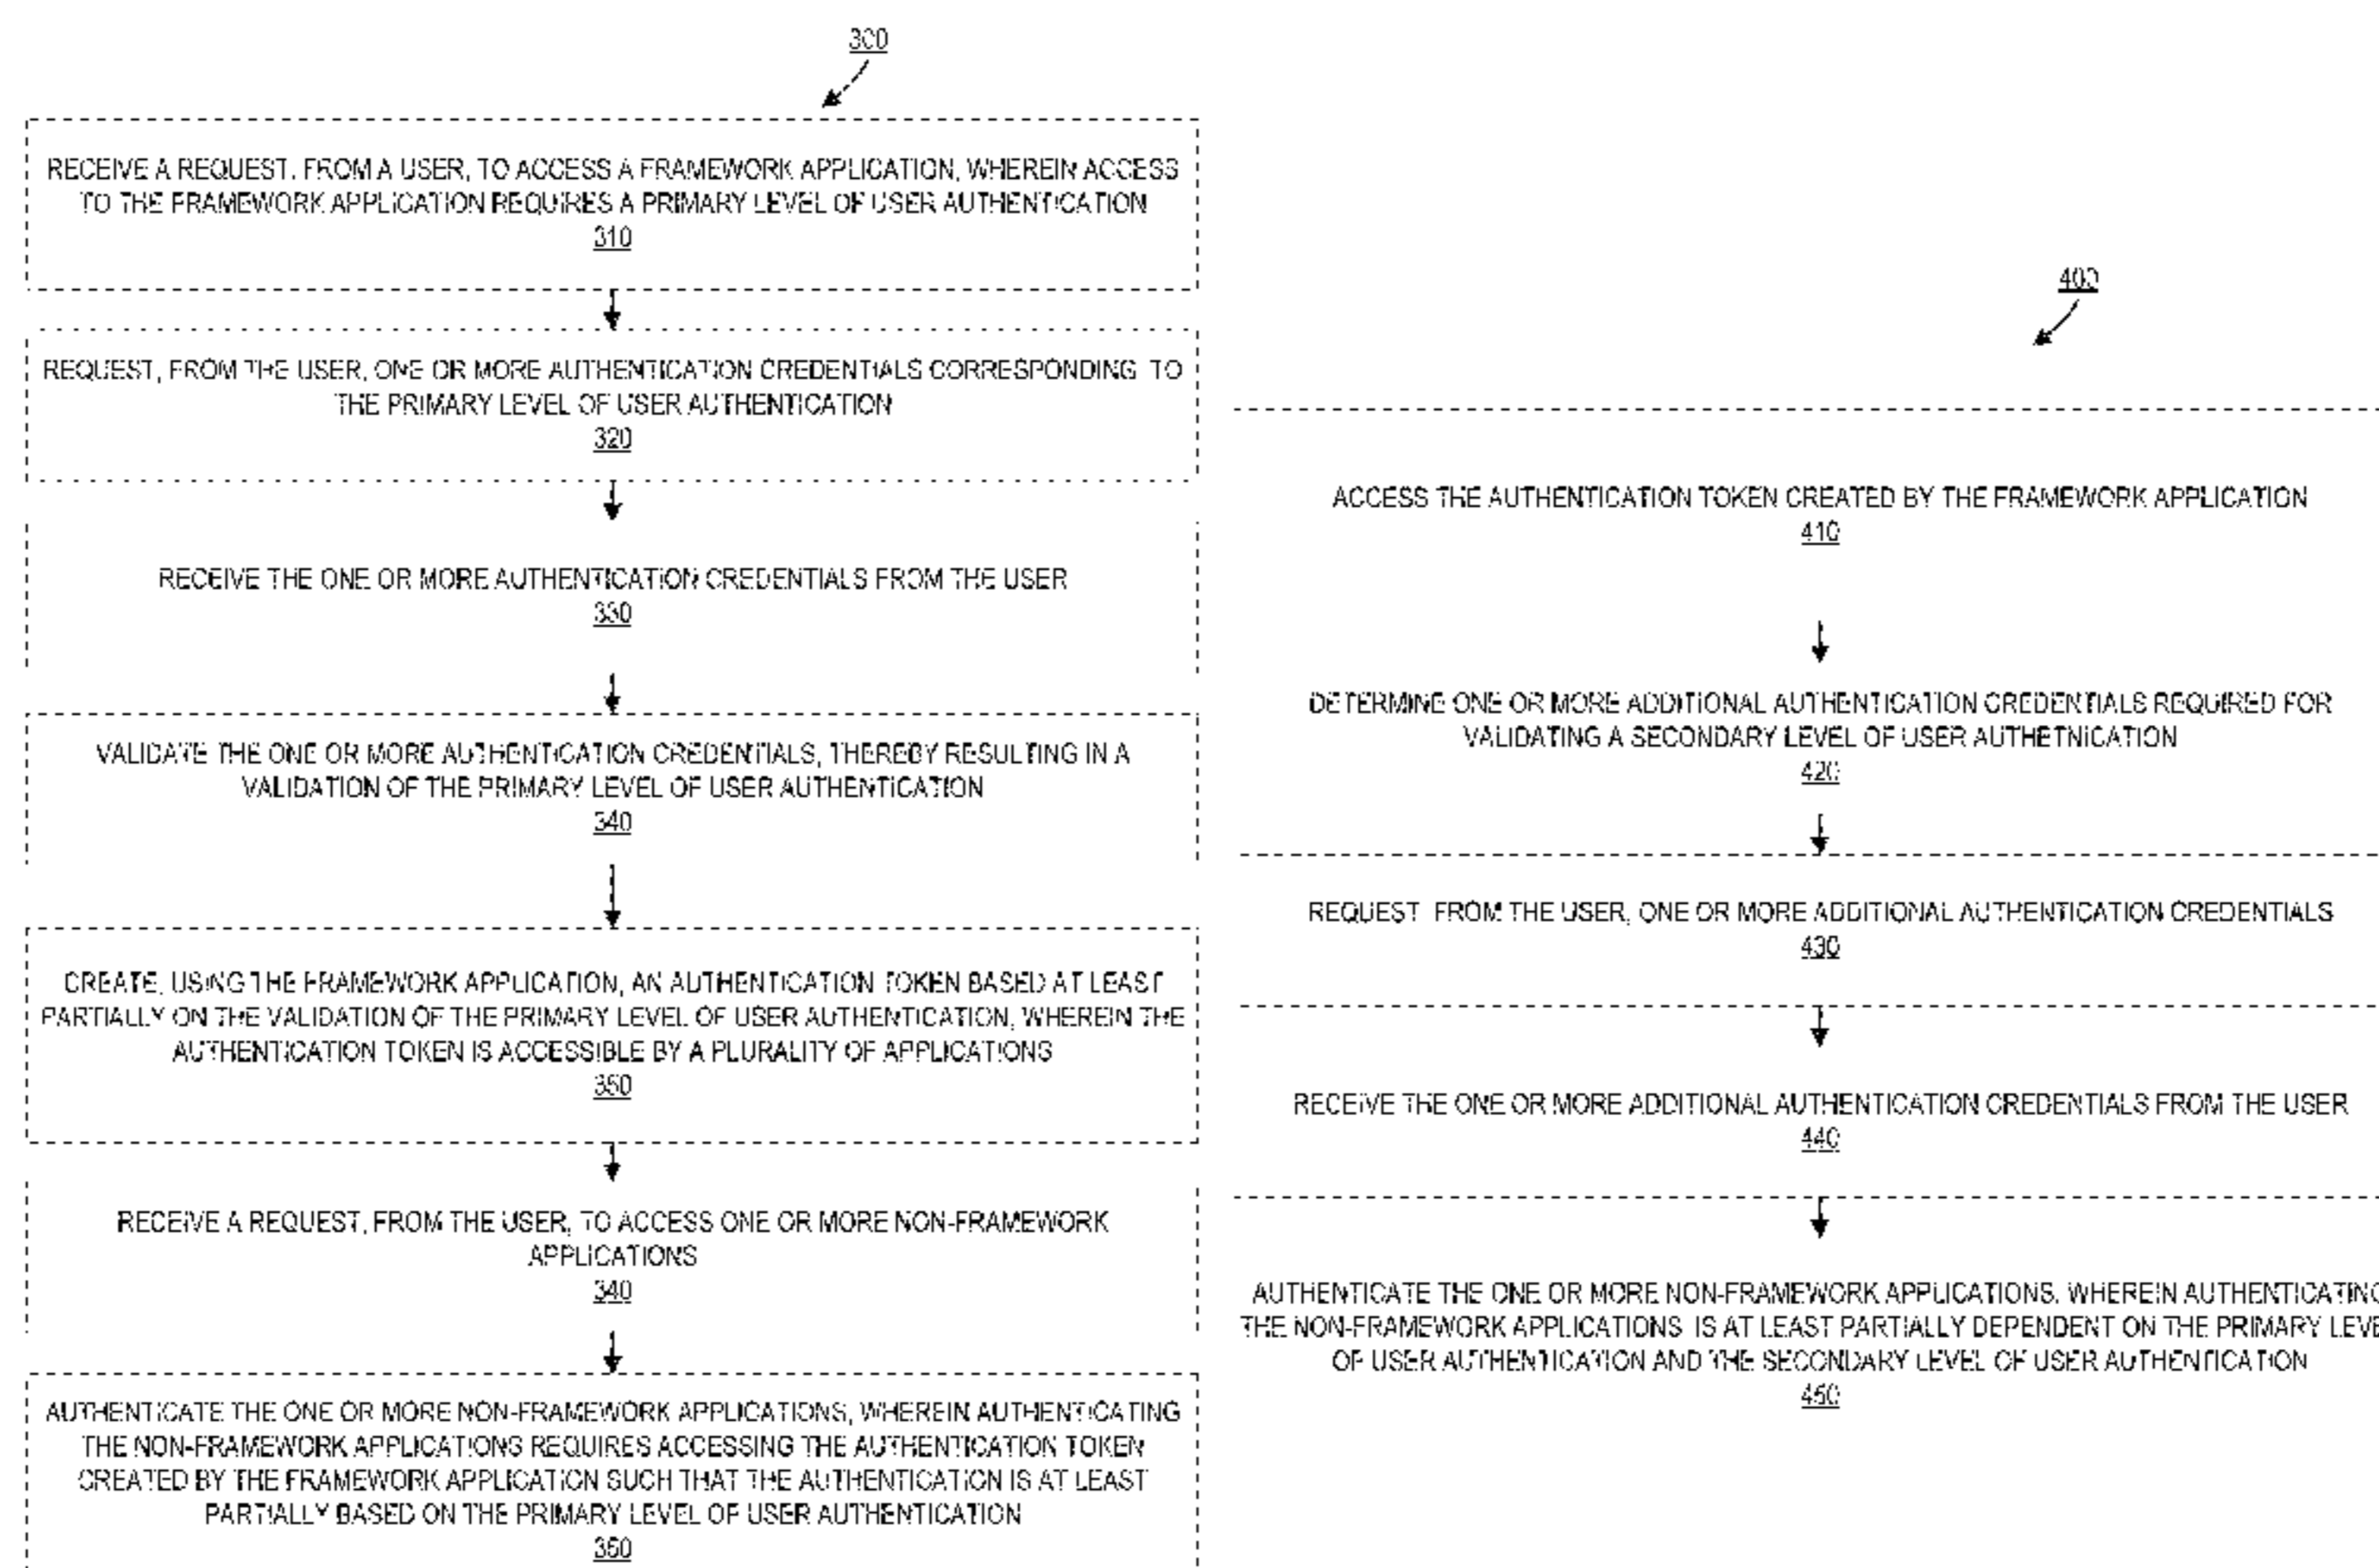 300
RECEIVE A REQUEST, FROM A USER, TO ACCESS A FRAMEWORK APPLICATION, WHEREIN ACCESS
TO THE FRAMEWORK APPLICATION REQUIRES A PRIMARY LEVEL OF USER AUTHENTICATION
310
REQUEST, FROM THE USER, ONE OR MORE AUTHENTICATION CREDENTIALS CORRESPONDING TO
THE PRIMARY LEVEL OF USER AUTHENTICATION
320
RECEIVE THE ONE OR MORE AUTHENTICATION CREDENTIALS FROM THE USER
330
VALIDATE THE ONE OR MORE AUTHENTICATION CREDENTIALS, THEREBY RESULTING IN A
VALIDATION OF THE PRIMARY LEVEL OF USER AUTHENTICATION
340
CREATE, USING THE FRAMEWORK APPLICATION, AN AUTHENTICATION TOKEN BASED AT LEAST
PARTIALLY ON THE VALIDATION OF THE PRIMARY LEVEL OF USER AUTHENTICATION, WHEREIN THE
AUTHENTICATION TOKEN IS ACCESSIBLE BY A PLURALITY OF APPLICATIONS
350
RECEIVE A REQUEST, FROM THE USER, TO ACCESS ONE OR MORE NON-FRAMEWORK
APPLICATIONS
340
AUTHENTICATE THE ONE OR MORE NON-FRAMEWORK APPLICATIONS, WHEREIN AUTHENTICATING
THE NON-FRAMEWORK APPLICATIONS REQUIRES ACCESSING THE AUTHENTICATION TOKEN
CREATED BY THE FRAMEWORK APPLICATION SUCH THAT THE AUTHENTICATION IS AT LEAST
PARTIALLY BASED ON THE PRIMARY LEVEL OF USER AUTHENTICATION
350
400
ACCESS THE AUTHENTICATION TOKEN CREATED BY THE FRAMEWORK APPLICATION
410
DETERMINE ONE OR MORE ADDITIONAL AUTHENTICATION CREDENTIALS REQUIRED FOR
VALIDATING A SECONDARY LEVEL OF USER AUTHETNICATION
420
REQUEST FROM THE USER, ONE OR MORE ADDITIONAL AUTHENTICATION CREDENTIALS
430
RECEIVE THE ONE OR MORE ADDITIONAL AUTHENTICATION CREDENTIALS FROM THE USER
440
AUTHENTICATE THE ONE OR MORE NON-FRAMEWORK APPLICATIONS, WHEREIN AUTHENTICATING
THE NON-FRAMEWORK APPLICATIONS IS AT LEAST PARTIALLY DEPENDENT ON THE PRIMARY LEVE
OF USER AUTHENTICATION AND THE SECONDARY LEVEL OF USER AUTHENTICATION
450